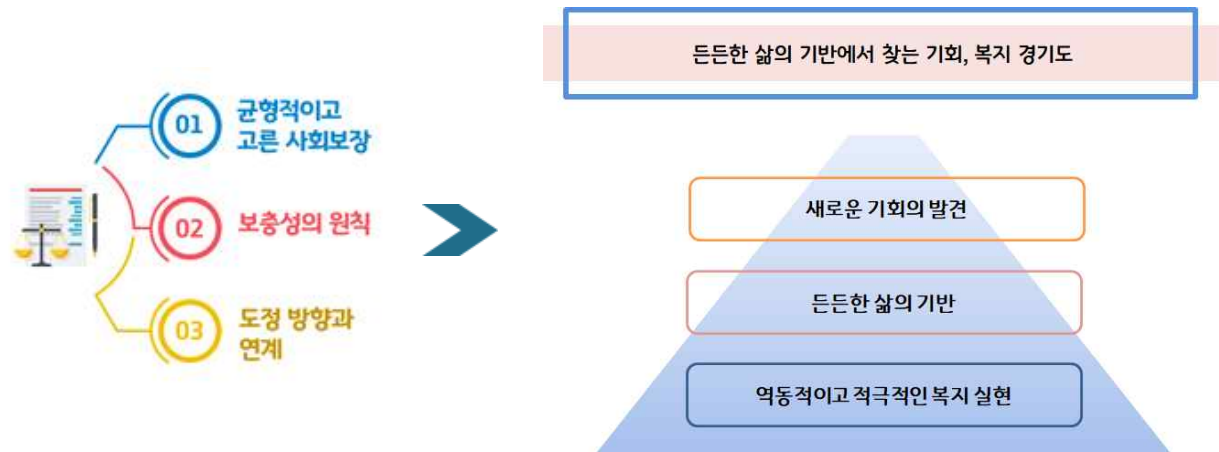 01
균형적이고
고른 사회보장
02
보충성의 원칙
03
도정 방향과
연계
든든한 삶의 기반에서 찾는 기회, 복지 경기도
새로운 기회의 발견
든든한 삶의 기반
역동적이고 적극적인 복지 실현